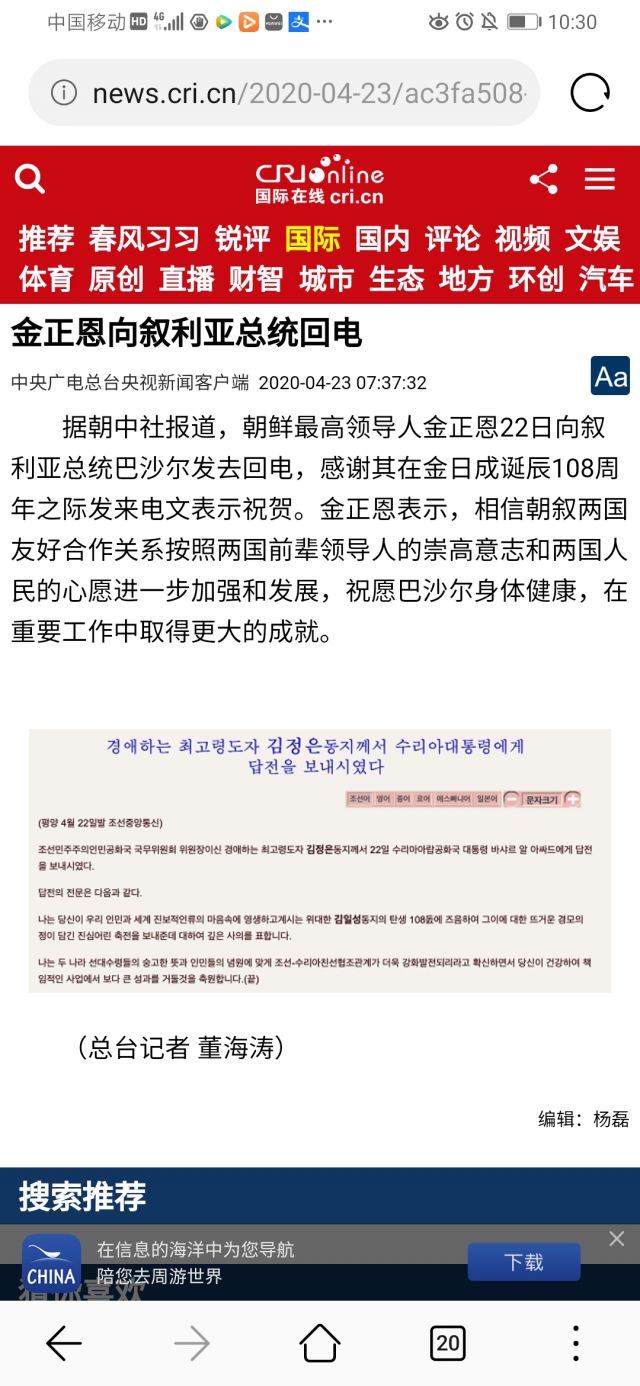 中国移动 HD 4G 10:30
news.cri.cn/2020-04-23/ac3fa508-
CRIonline
国际在线 cri.cn
推荐 春风习习 锐评 国际 国内 评论 视频 文娱
体育 原创 直播 财智 城市 生态 地方 环创 汽车
金正恩向叙利亚总统回电
中央广电总台央视新闻客户端 2020-04-23 07:37:32
Aa
据朝中社报道，朝鲜最高领导人金正恩22日向叙
利亚总统巴沙尔发去回电，感谢其在金日成诞辰108周
年之际发来电文表示祝贺。金正恩表示，相信朝叙两国
友好合作关系按照两国前辈领导人的崇高意志和两国人
民的心愿进一步加强和发展，祝愿巴沙尔身体健康，在
重要工作中取得更大的成就。
경애하는 최고령도자 김정은동지께서 수리아대통령에게
답전을 보내시였다
조선어 영어 중어 로어 에스빠냐어 일본어 문자크기
(평양 4월 22일발 조선중앙통신)
조선민주주의인민공화국 국무위원회 위원장이신 경애하는 최고령도자 김정은동지께서 22일 수리아아랍공화국 대통령 바샤르 알 아싸드에게 답전
을 보내시였다.
답전의 전문은 다음과 같다.
나는 당신이 우리 인민과 세계 진보적인류의 마음속에 영생하고계시는 위대한 김일성동지의 탄생 108돐에 즈음하여 그이에 대한 뜨거운 경모의
정이 담긴 진심어린 축전을 보내준데 대하여 깊은 사의를 표합니다.
나는 두 나라 선대수령들의 숭고한 뜻과 인민들의 념원에 맞게 조선-수리아친선협조관계가 더욱 강화발전되리라고 확신하면서 당신이 건강하여 책
임적인 사업에서 보다 큰 성과를 거둘것을 축원합니다.(끝)
（总台记者 董海涛）
编辑：杨磊
搜索推荐
在信息的海洋中为您导航
陪您去周游世界
CHINA
下载
猜你喜欢
20